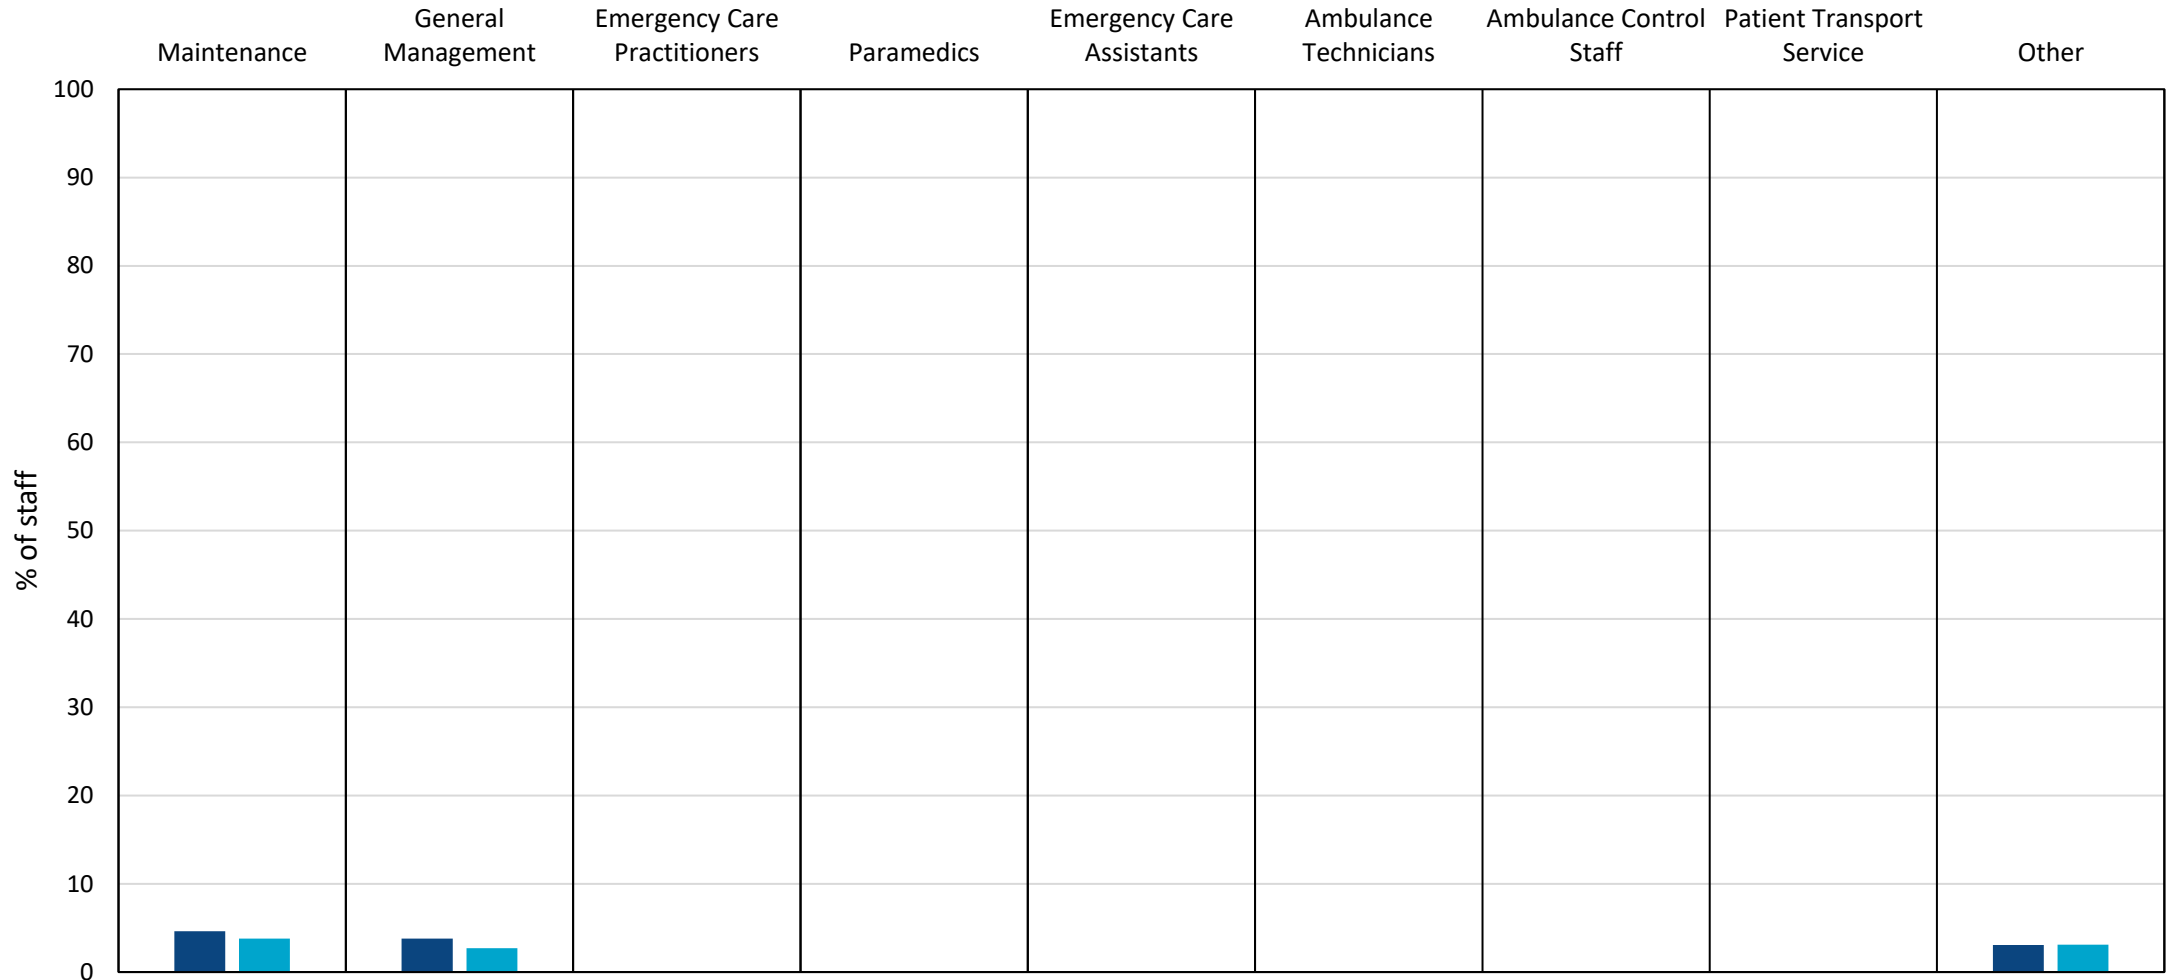 General
Emergency Care
Emergency Care
Ambulance
Ambulance Control
Patient Transport
Maintenance
Management
Practitioners
Paramedics
Assistants
Technicians
Staff
Service
Other
100
90
80
70
60
50
40
30
20
10
0
% of staff